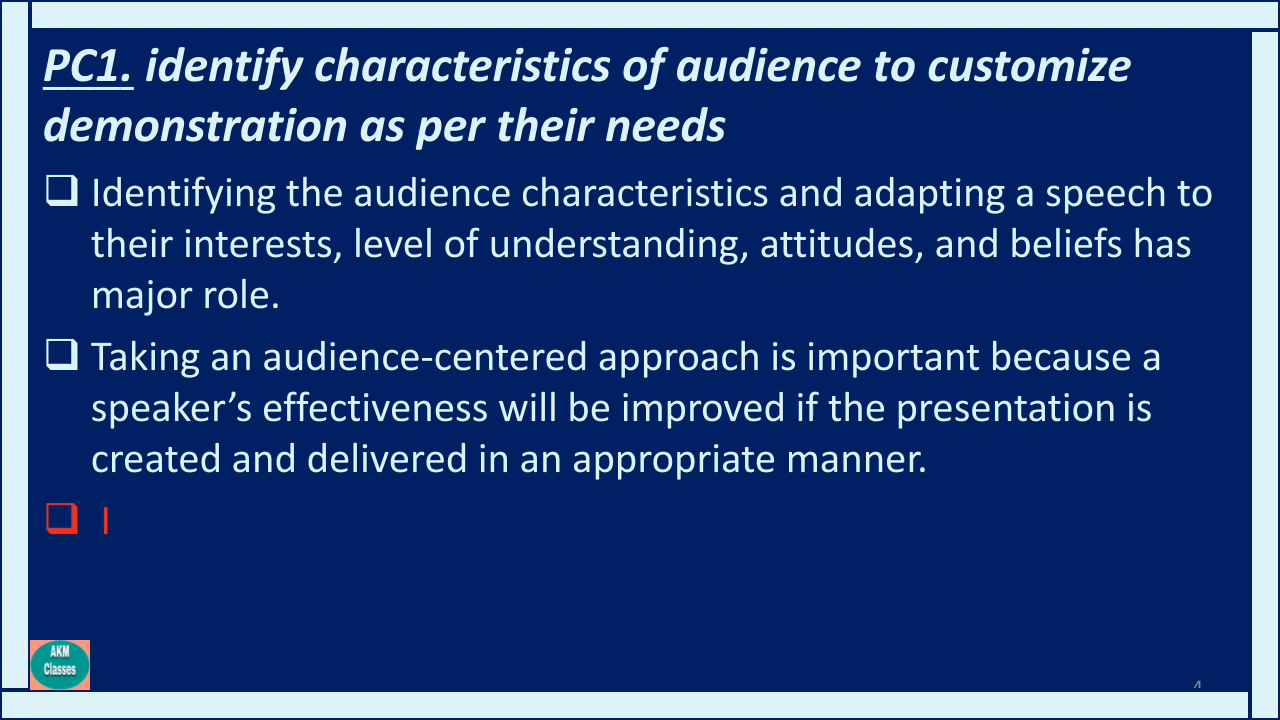 PC1. identify characteristics of audience to customize
demonstration as per their needs
❑ Identifying the audience characteristics and adapting a speech to
their interests, level of understanding, attitudes, and beliefs has
major role.
❑ Taking an audience-centered approach is important because a
speaker’s effectiveness will be improved if the presentation is
created and delivered in an appropriate manner.
❑ I
AKM
Classes
4